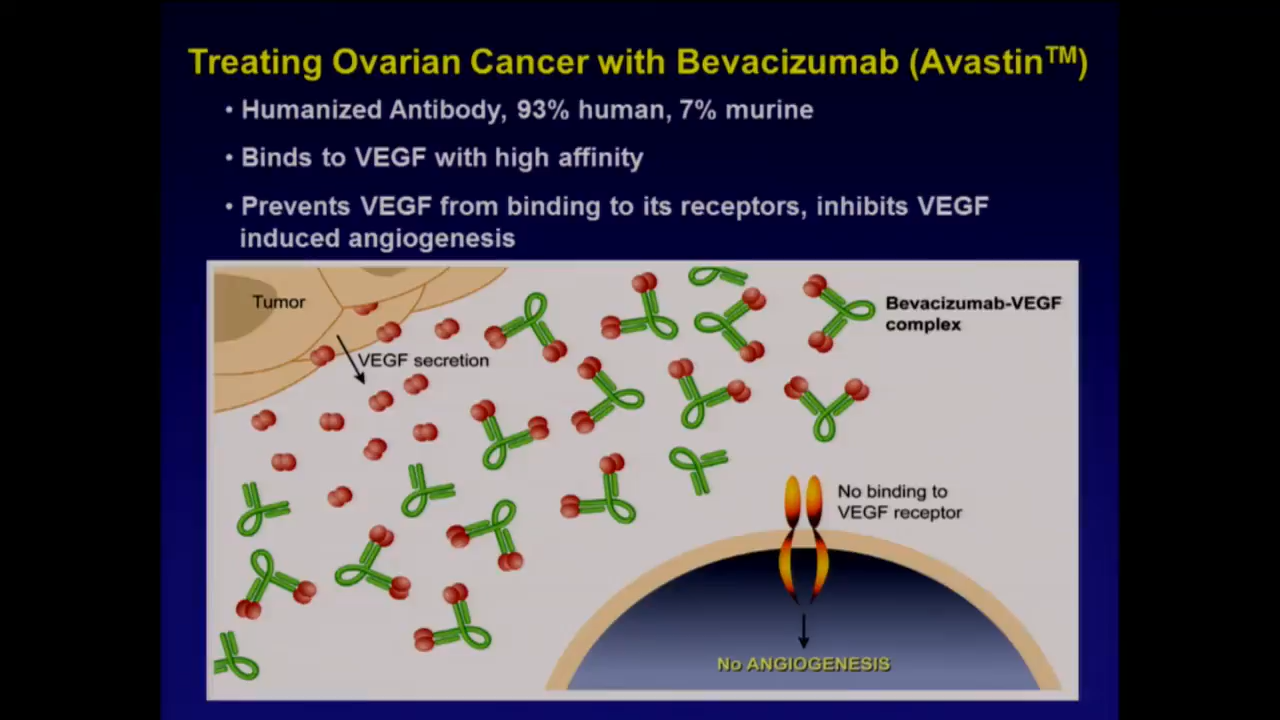 Treating Ovarian Cancer with Bevacizumab (Avastin™)
• Humanized Antibody, 93% human, 7% murine
• Binds to VEGF with high affinity
• Prevents VEGF from binding to its receptors, inhibits VEGF
induced angiogenesis
Tumor
VEGF secretion
Bevacizumab-VEGF
complex
No binding to
VEGF receptor
No ANGIOGENESIS